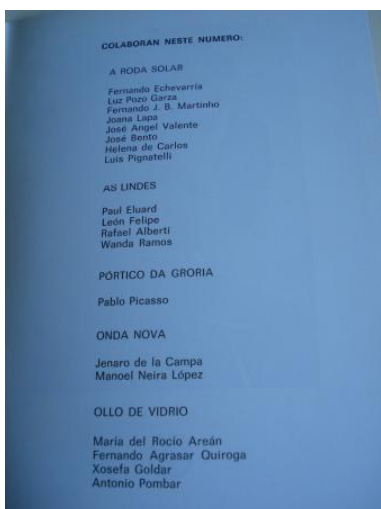 COLABORAN NESTE NUMERO:
A RODA SOLAR
Fernando Echevarría
Luz Pozo Garza
Fernando J. B. Martinho
Joana Lapa
José Angel Valente
José Bento
Helena de Carlos
Luis Pignatelli
AS LINDES
Paul Eluard
León Felipe
Rafael Alberti
Wanda Ramos
PÓRTICO DA GRORIA
Pablo Picasso
ONDA NOVA
Jenaro de la Campa
Manoel Neira López
OLLO DE VIDRIO
María del Rocío Areán
Fernando Agrasar Quiroga
Xosefa Goldar
Antonio Pombar